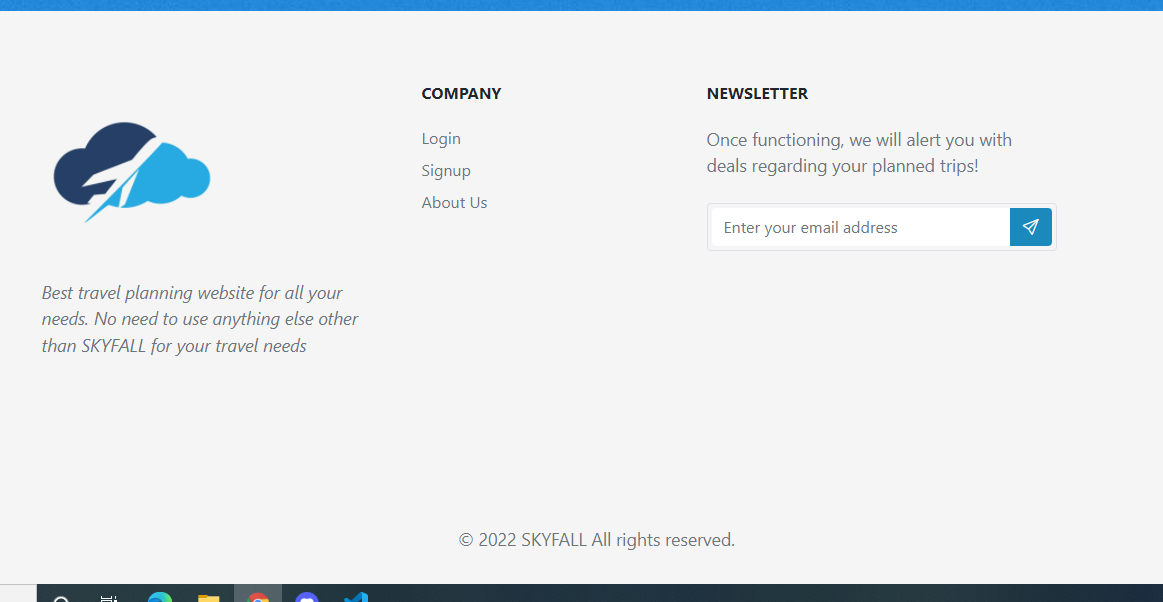 COMPANY
Login
Signup
About Us
NEWSLETTER
Once functioning, we will alert you with
deals regarding your planned trips!
Enter your email address
Best travel planning website for all your
needs. No need to use anything else other
than SKYFALL for your travel needs
© 2022 SKYFALL All rights reserved.